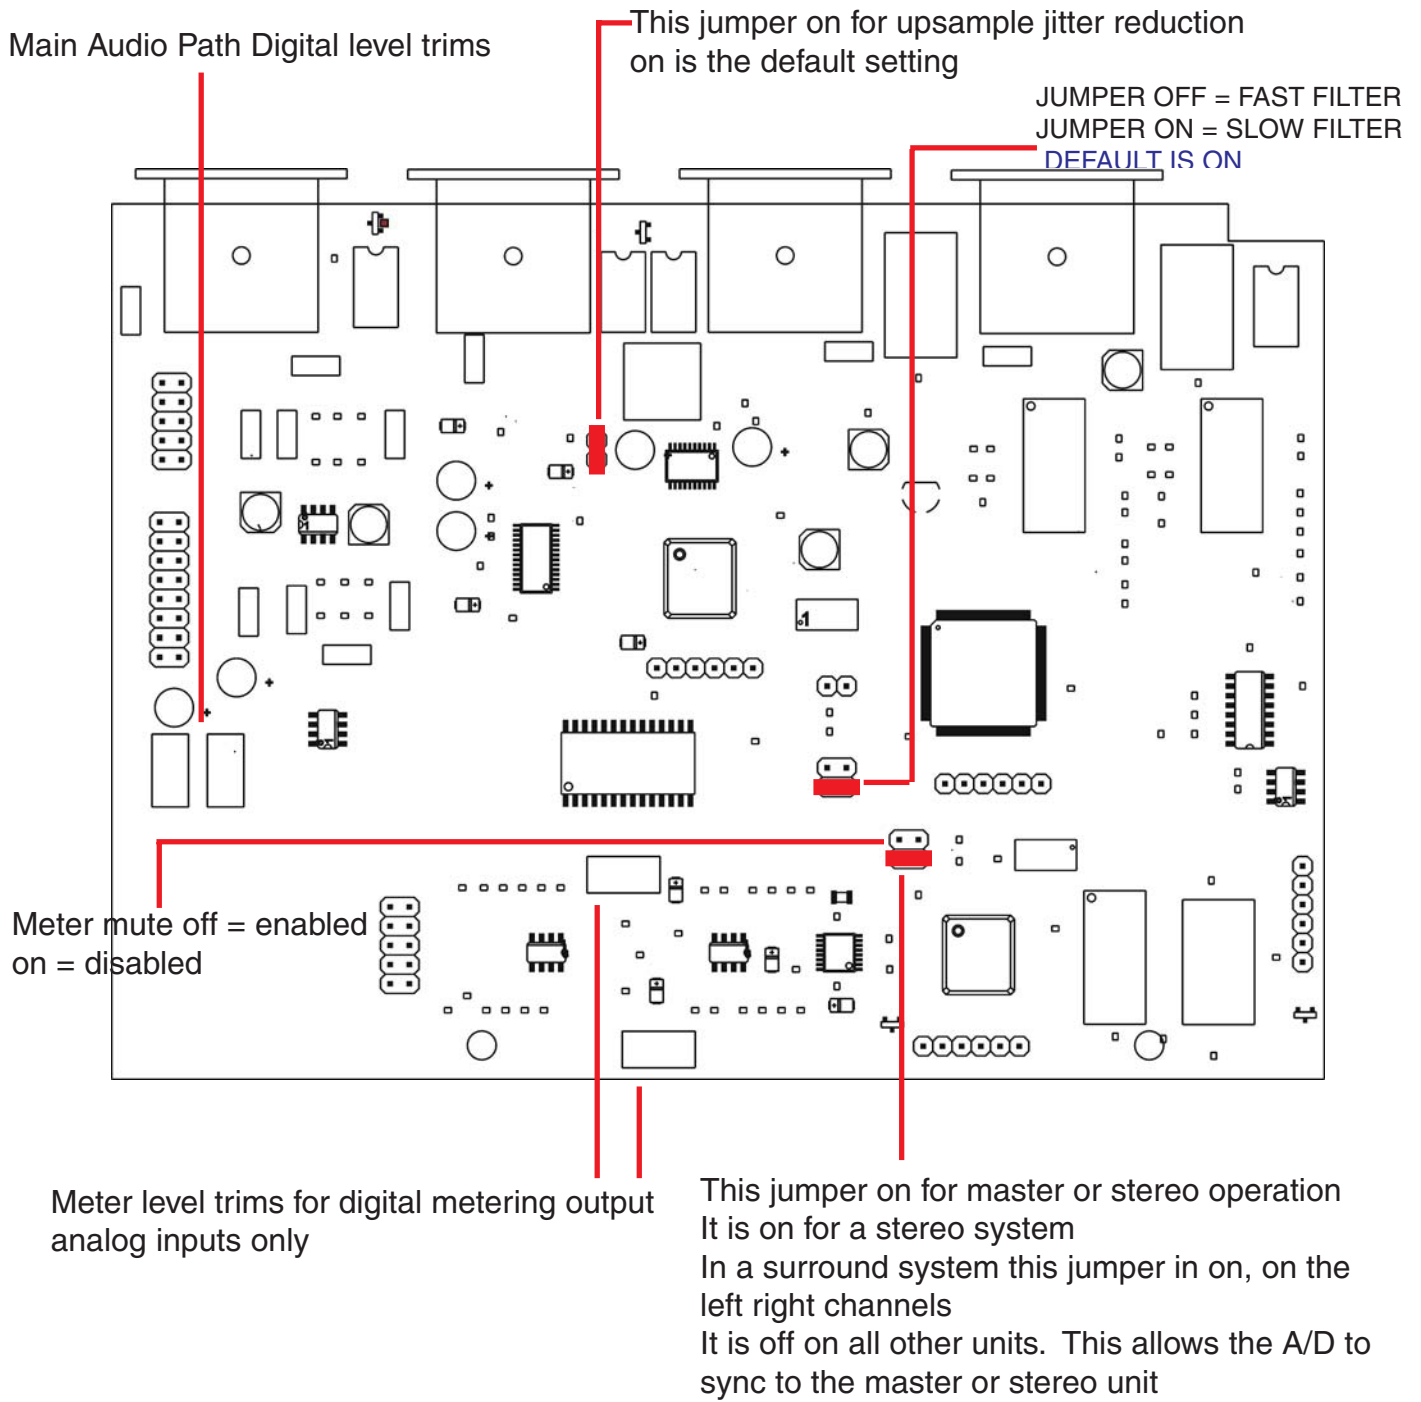 This jumper on for upsample jitter reduction
on is the default setting
Main Audio Path Digital level trims
JUMPER OFF = FAST FILTER
JUMPER ON = SLOW FILTER
DEFAULT IS ON
1
1
Meter mute off = enabled
on = disabled
Meter level trims for digital metering output
analog inputs only
This jumper on for master or stereo operation
It is on for a stereo system
In a surround system this jumper in on, on the
left right channels
It is off on all other units. This allows the A/D to
sync to the master or stereo unit